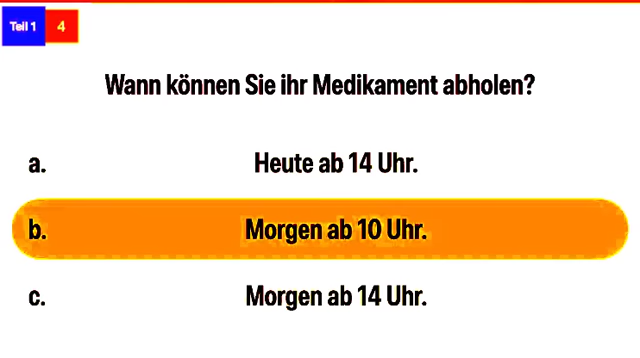 Teil 1 4
Wann können Sie ihr Medikament abholen?
a. Heute ab 14 Uhr.
b. Morgen ab 10 Uhr.
c. Morgen ab 14 Uhr.